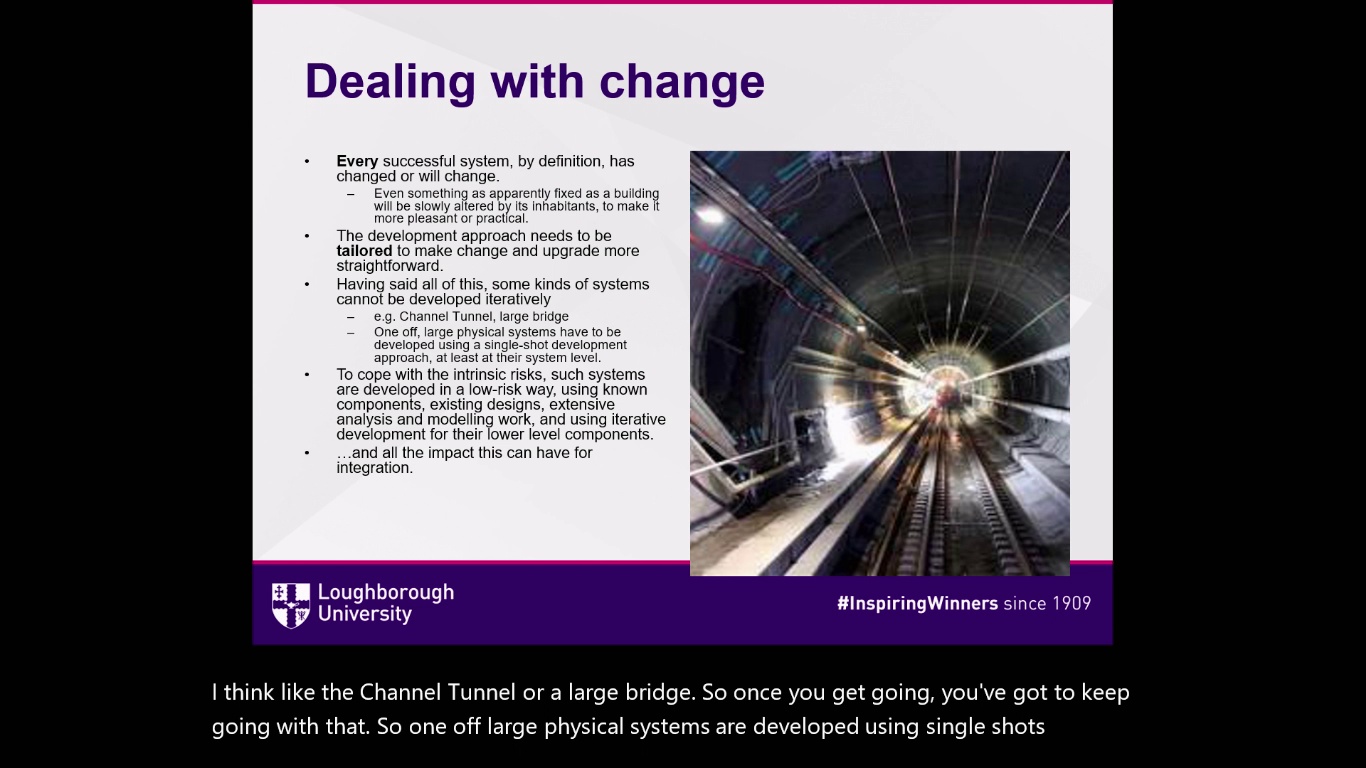 Dealing with change
• Every successful system, by definition, has
changed or will change.
– Even something as apparently fixed as a building
will be slowly altered by its inhabitants, to make it
more pleasant or practical.
• The development approach needs to be
tailored to make change and upgrade more
straightforward.
• Having said all of this, some kinds of systems
cannot be developed iteratively
– e.g. Channel Tunnel, large bridge
– One off, large physical systems have to be
developed using a single-shot development
approach, at least at their system level.
• To cope with the intrinsic risks, such systems
are developed in a low-risk way, using known
components, existing designs, extensive
analysis and modelling work, and using iterative
development for their lower level components.
• …and all the impact this can have for
integration.
Loughborough
University
#InspiringWinners since 1909
I think like the Channel Tunnel or a large bridge. So once you get going, you've got to keep
going with that. So one off large physical systems are developed using single shots